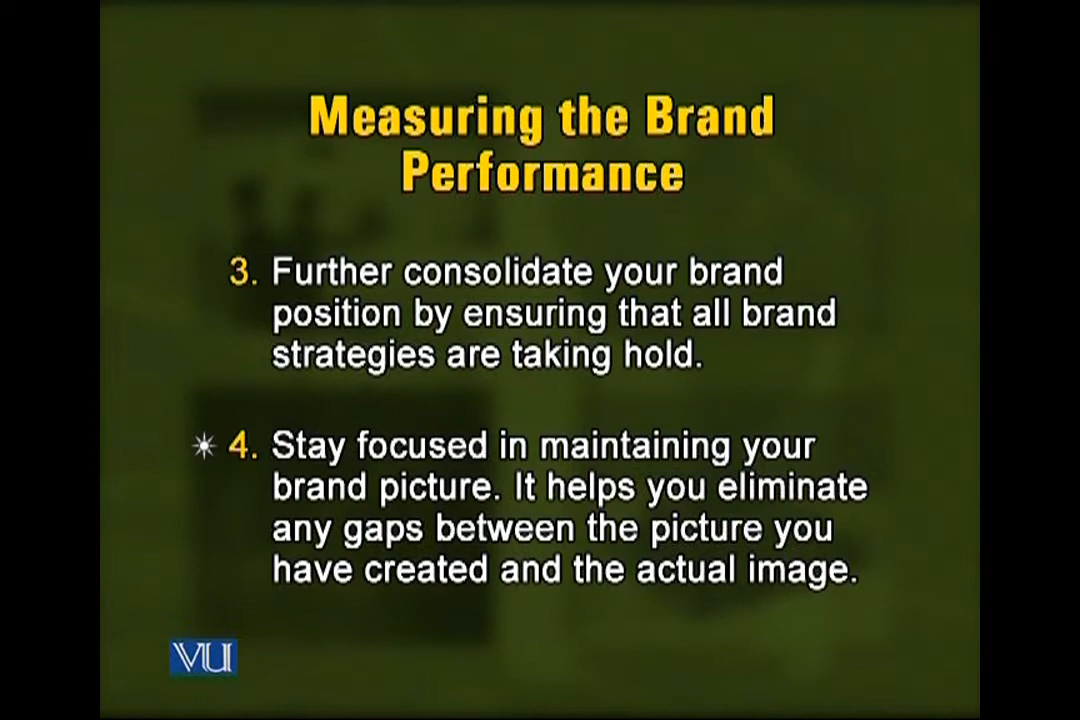 Measuring the Brand
Performance
3. Further consolidate your brand
position by ensuring that all brand
strategies are taking hold.
4. Stay focused in maintaining your
brand picture. It helps you eliminate
any gaps between the picture you
have created and the actual image.
VU